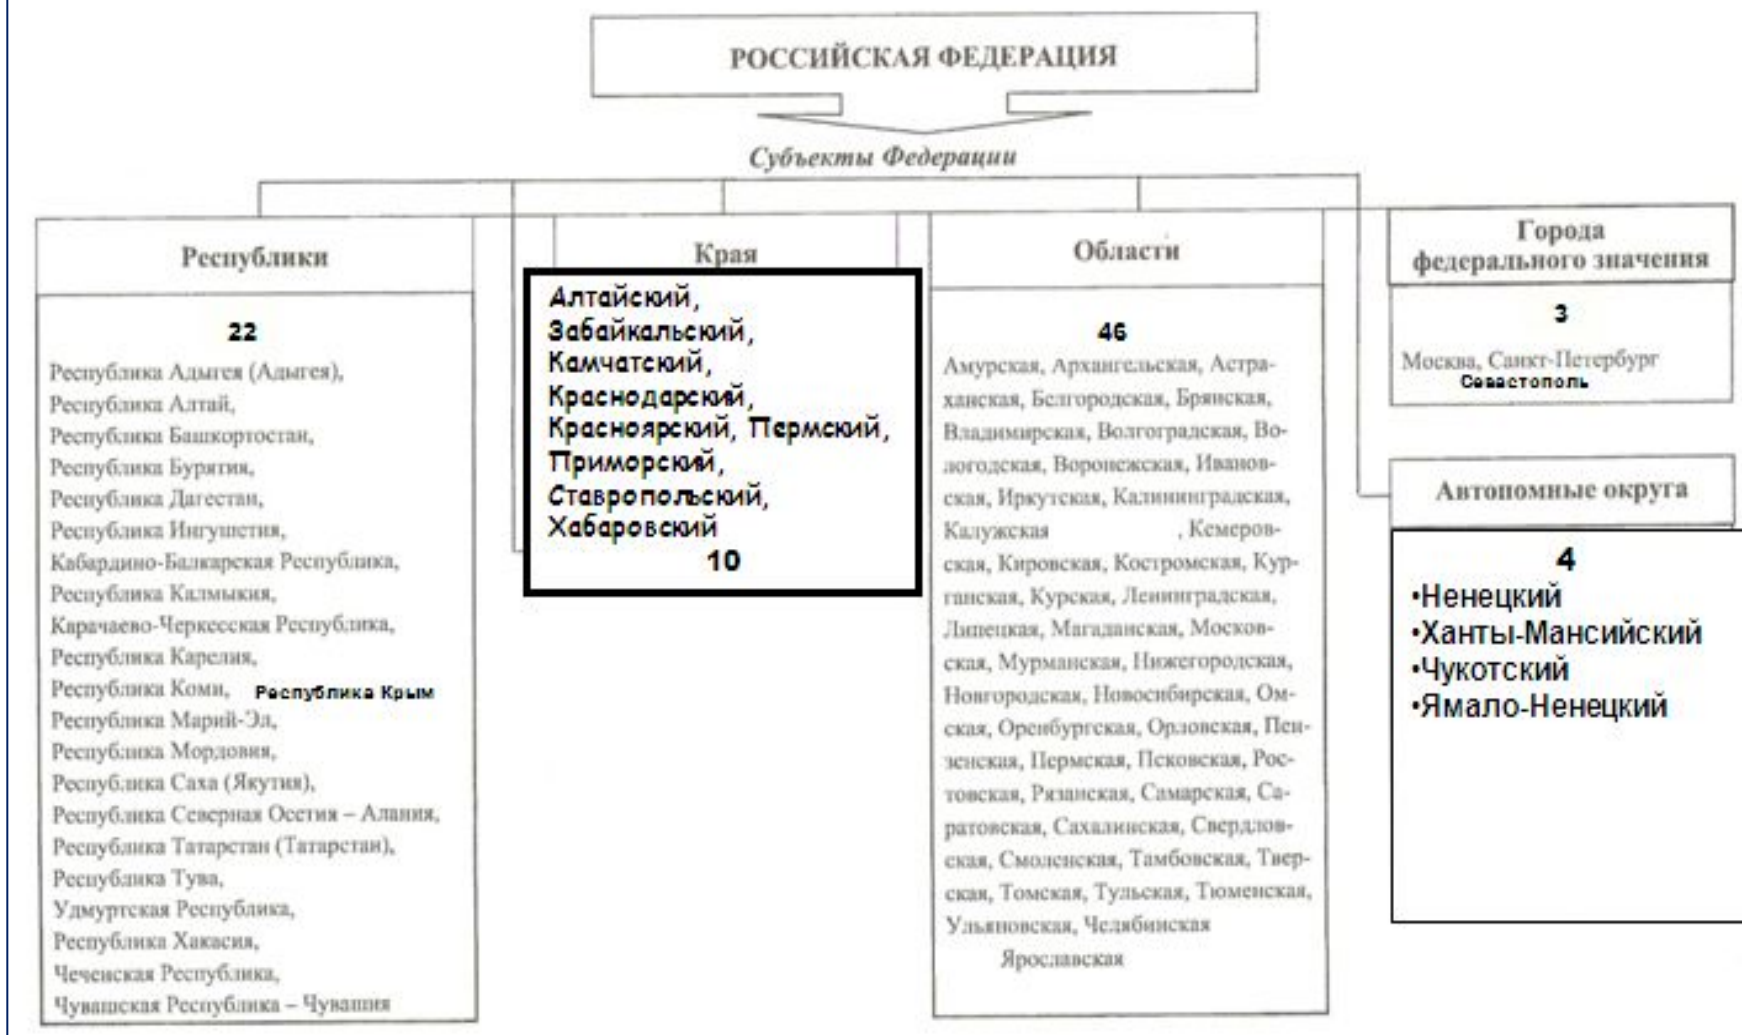 РОССИЙСКАЯ ФЕДЕРАЦИЯ
Субъекты Федерации
Республики
22
Республика Адыгея (Адыгея),
Республика Алтай,
Республика Башкортостан,
Республика Бурятия,
Республика Дагестан,
Республика Ингушетия,
Кабардино-Балкарская Республика,
Республика Калмыкия,
Карачаево-Черкесская Республика,
Республика Карелия,
Республика Коми, Республика Крым
Республика Марий-Эл,
Республика Мордовия,
Республика Саха (Якутия),
Республика Северная Осетия – Алания,
Республика Татарстан (Татарстан),
Республика Тува,
Удмуртская Республика,
Республика Хакасия,
Чеченская Республика,
Чувашская Республика – Чувашия
Края
Алтайский,
Забайкальский,
Камчатский,
Краснодарский,
Красноярский, Пермский,
Приморский,
Ставропольский,
Хабаровский
10
Области
46
Амурская, Архангельская, Астра-
ханская, Белгородская, Брянская,
Владимирская, Волгоградская, Во-
логодская, Воронежская, Иванов-
ская, Иркутская, Калининградская,
Калужская , Кемеров-
ская, Кировская, Костромская, Кур-
ганская, Курская, Ленинградская,
Липецкая, Магаданская, Москов-
ская, Мурманская, Нижегородская,
Новгородская, Новосибирская, Ом-
ская, Оренбургская, Орловская, Пен-
зенская, Пермская, Псковская, Рос-
товская, Рязанская, Самарская, Са-
ратовская, Сахалинская, Свердлов-
ская, Смоленская, Тамбовская, Твер-
ская, Томская, Тульская, Тюменская,
Ульяновская, Челябинская
Ярославская
Города
федерального значения
3
Москва, Санкт-Петербург
Севастополь
Автономные округа
4
•Ненецкий
•Ханты-Мансийский
•Чукотский
•Ямало-Ненецкий